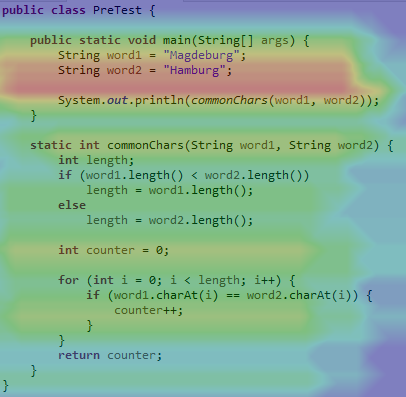 public class PreTest {
public static void main(String[] args) {
String word1 = "Magdeburg";
String word2 = "Hamburg";
System.out.println(commonChars(word1, word2));
}
static int commonChars(String word1, String word2) {
int length;
if (word1.length() < word2.length())
length = word1.length();
else
length = word2.length();
int counter = 0;
for (int i = 0; i < length; i++) {
if (word1.charAt(i) == word2.charAt(i)) {
counter++;
}
}
return counter;
}
}